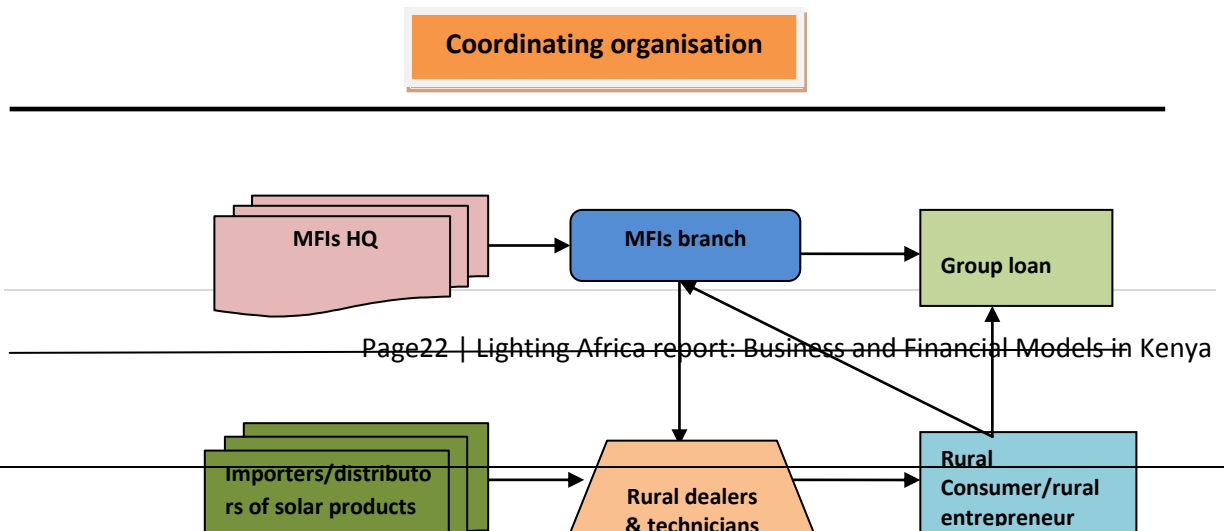 Coordinating organisation
MFIs HQ
MFIs branch
Group loan
Page22 | Lighting Africa report: Business and Financial Models in Kenya
Importers/distributo
rs of solar products
Rural dealers
& technicians
Rural
Consumer/rural
entrepreneur